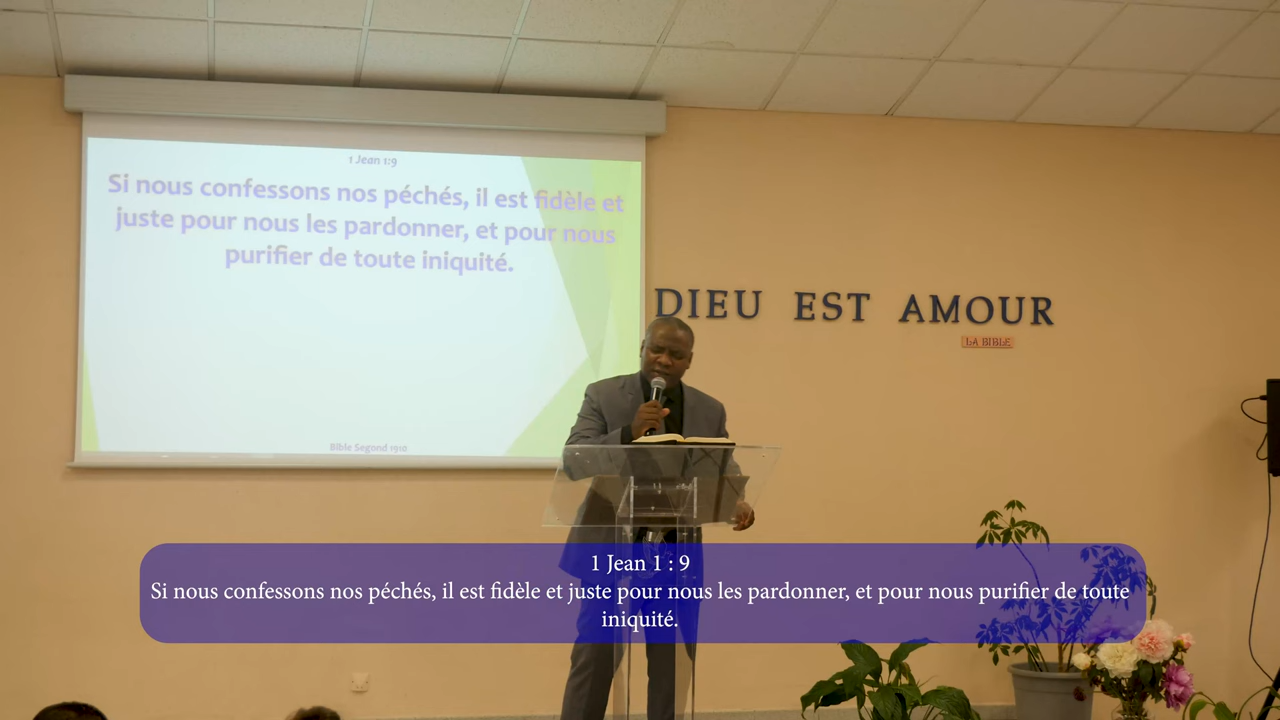 1 Jean 1:9
Si nous confessons nos péchés, il est fidèle et
juste pour nous les pardonner, et pour nous
purifier de toute iniquité.
Bible Segond 1910
DIEU EST AMOUR
LA BIBLE
1 Jean 1 : 9
Si nous confessons nos péchés, il est fidèle et juste pour nous les pardonner, et pour nous purifier de toute
iniquité.